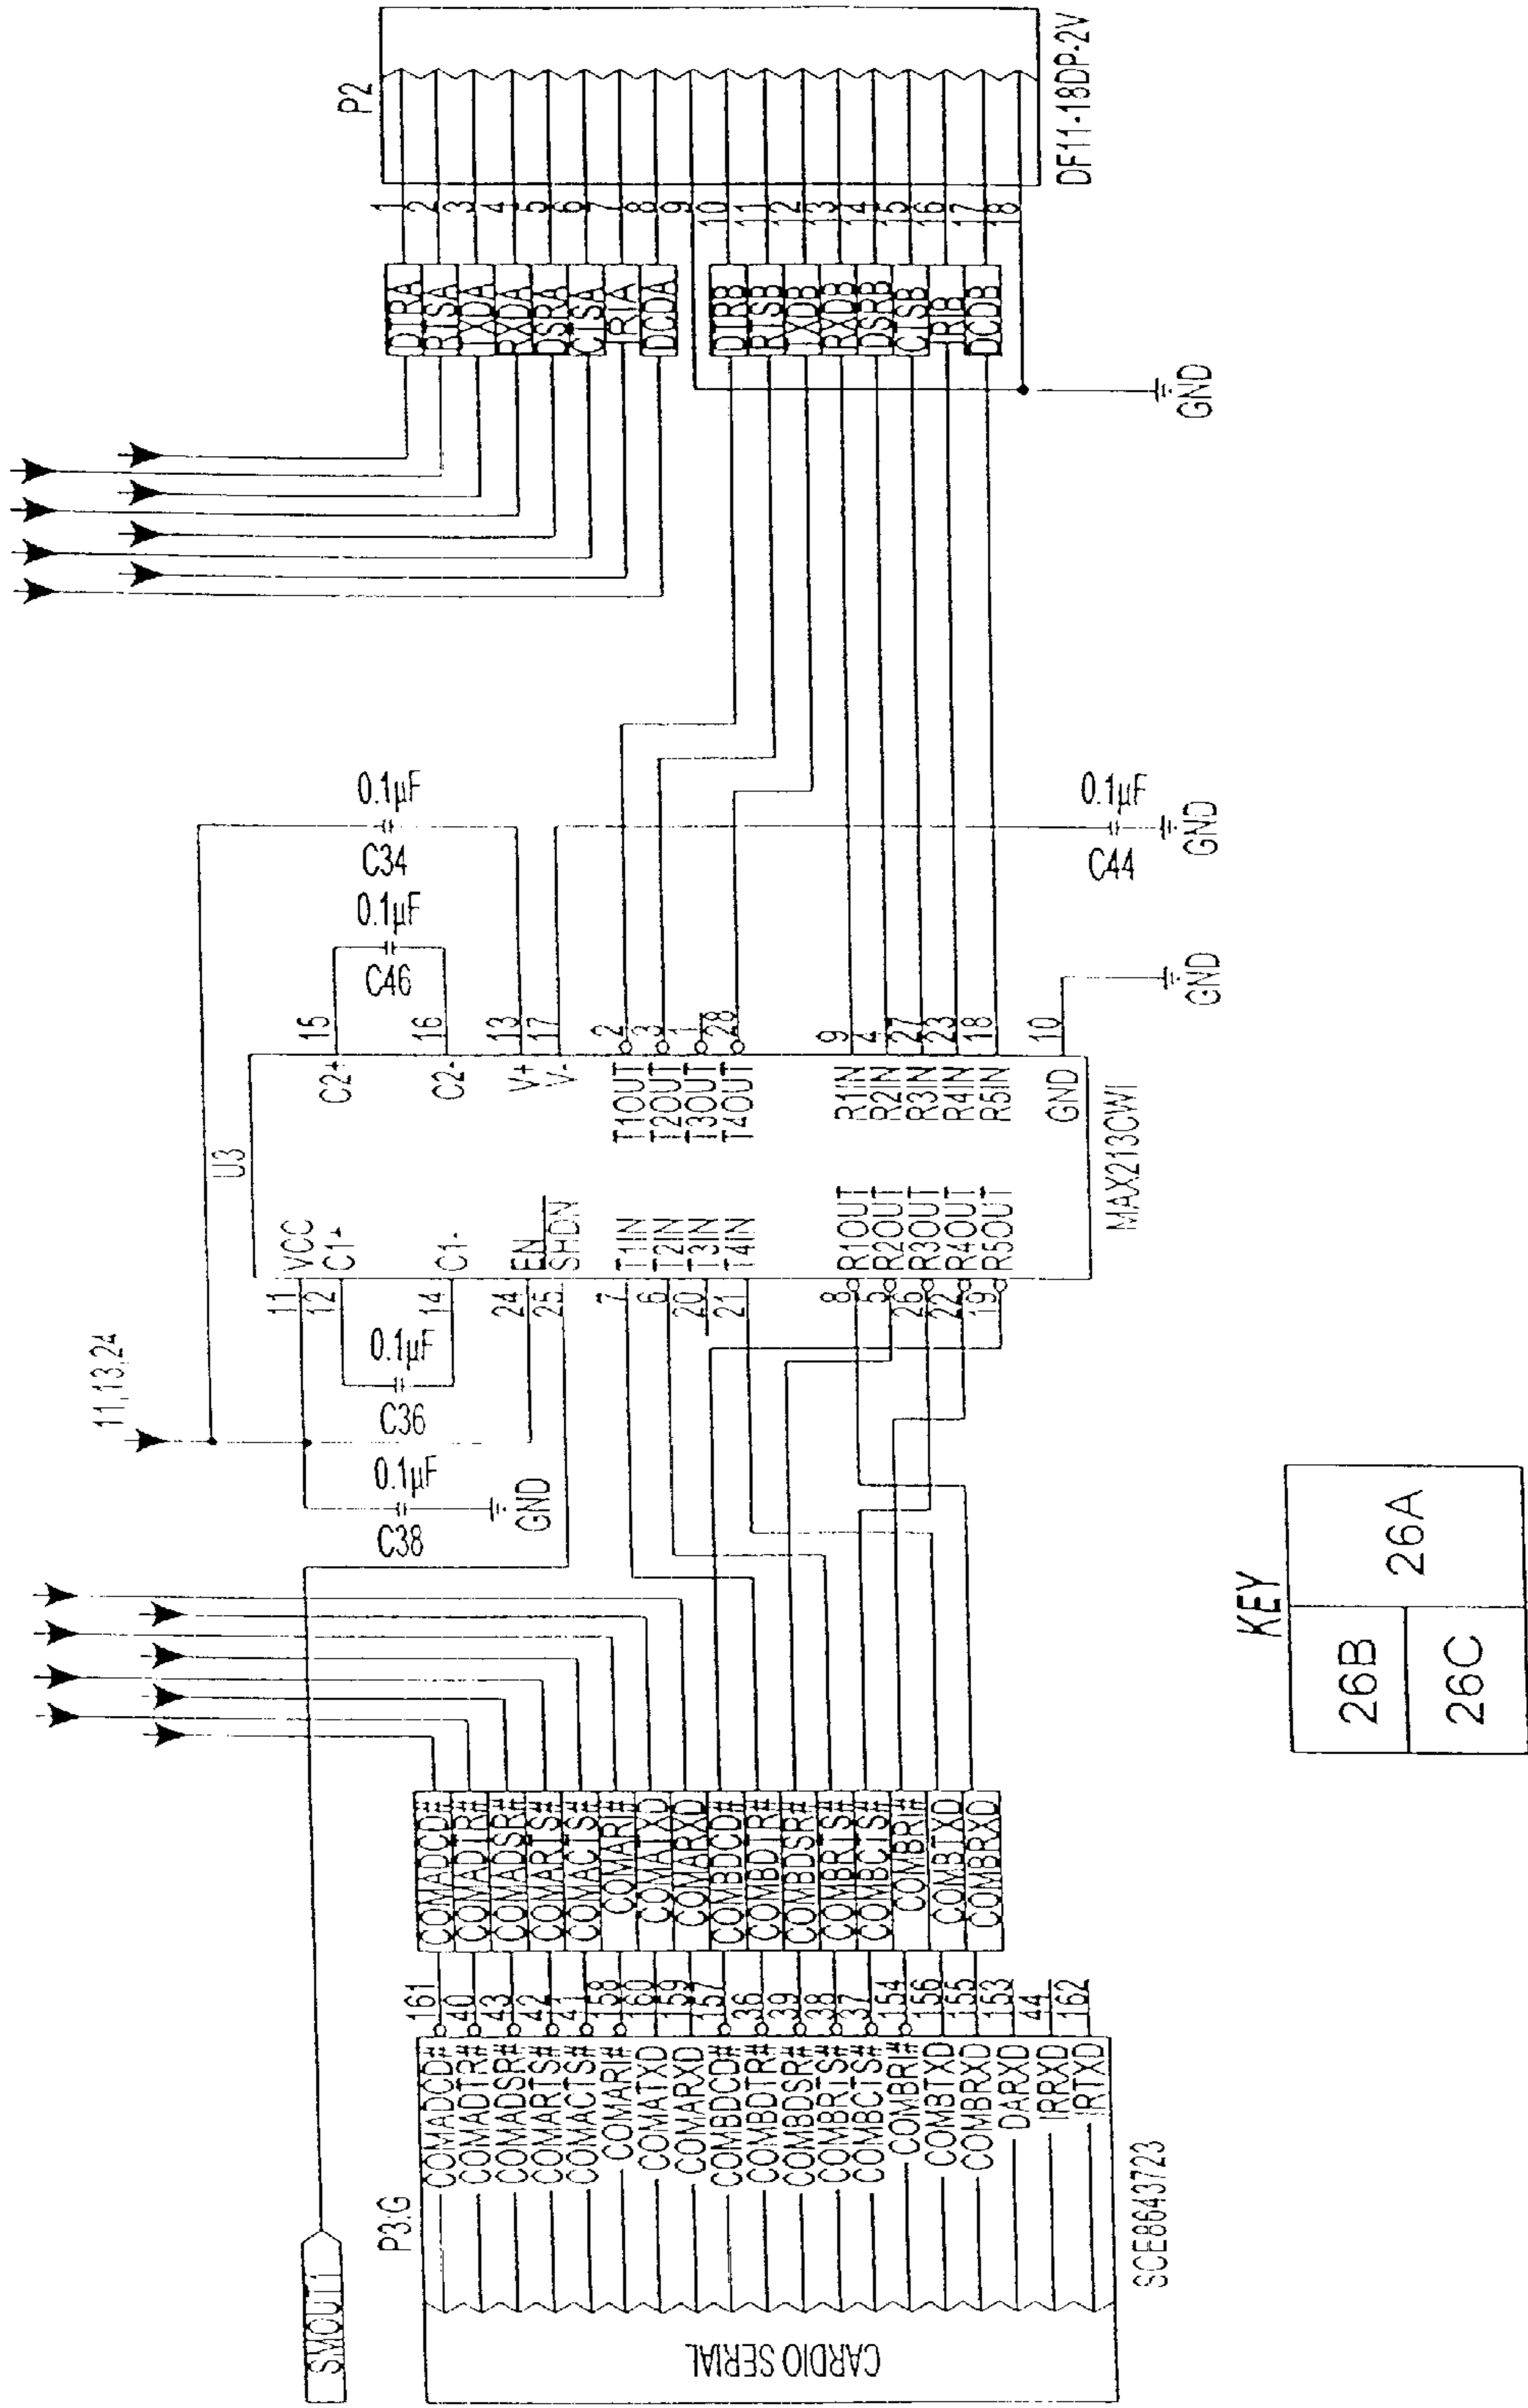 SMOUT1
P3:G
CARDIO SERIAL
COMADCD#
COMADTR#
COMADSR#
COMARTS#
COMACTS#
COMARI#
COMATXD
COMARXD
COMBDCD#
COMBDTR#
COMBDSR#
COMBRTS#
COMBCTS#
COMBRI#
COMBTXD
COMBRXD
DARXD
IRRXD
IRTXD
SCE8643723
161
40
43
42
41
158
160
159
157
36
39
38
37
154
156
155
153
44
162
COMADCD#
COMADTR#
COMADSR#
COMARTS#
COMACTS#
COMARI#
COMATXD
COMARXD
COMBDCD#
COMBDTR#
COMBDSR#
COMBRTS#
COMBCTS#
COMBRI#
COMBTXD
COMBRXD
11,13,24
0.1µF
C38
GND
0.1µF
C36
11
12
14
24
25
7
6
20
21
8
5
26
22
19
U3
VCC
C1+
C1-
EN
SHDN
T1IN
T2IN
T3IN
T4IN
R1OUT
R2OUT
R3OUT
R4OUT
R5OUT
C2+
C2-
V+
V-
T1OUT
T2OUT
T3OUT
T4OUT
R1IN
R2IN
R3IN
R4IN
R5IN
GND
MAX213CWI
15
16
13
17
2
3
1
28
9
4
27
23
18
10
0.1µF
C46
0.1µF
C34
GND
0.1µF
C44
GND
DTRA
RTSA
TXDA
RXDA
DSRA
CTSA
RIA
DCDA
DTRB
RTSB
TXDB
RXDB
DSRB
CTSB
RIB
DCDB
GND
1
2
3
4
5
6
7
8
9
10
11
12
13
14
15
16
17
18
P2
DF11-18DP-2V
KEY
26B
26A
26C